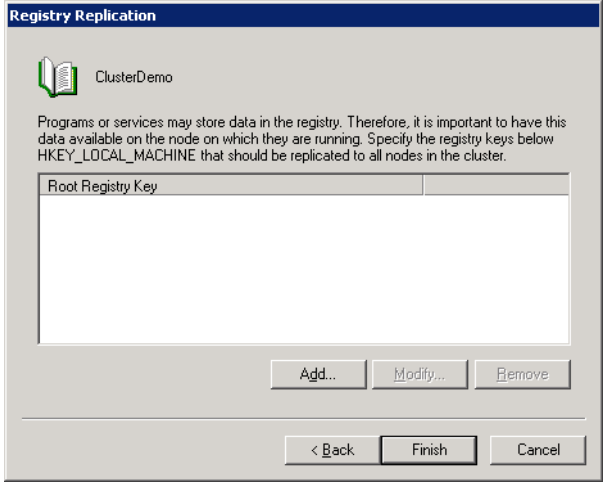 Registry Replication
ClusterDemo
Programs or services may store data in the registry. Therefore, it is important to have this
data available on the node on which they are running. Specify the registry keys below
HKEY_LOCAL_MACHINE that should be replicated to all nodes in the cluster.
Root Registry Key
Add...
Modify...
Remove
< Back
Finish
Cancel